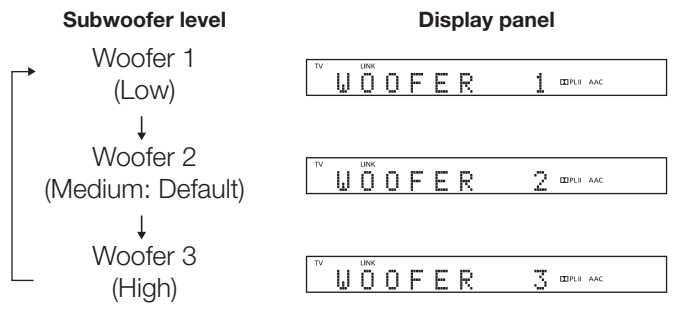 Subwoofer level Display panel
Woofer 1
(Low)
TV LINK
WOOFER 1 PLII AAC
Woofer 2
(Medium: Default)
TV LINK
WOOFER 2 PLII AAC
Woofer 3
(High)
TV LINK
WOOFER 3 PLII AAC